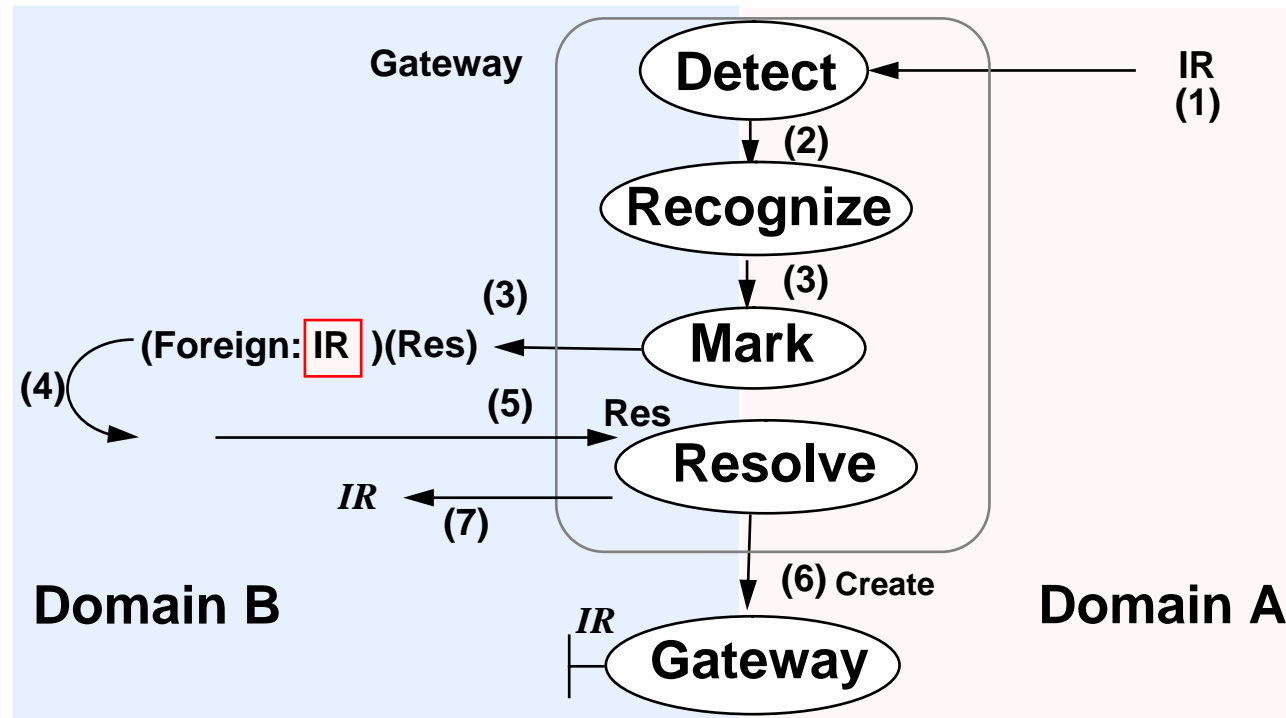 Gateway
Detect
IR
(1)
(2)
Recognize
(3)
(3)
Mark
(Foreign: IR )(Res)
(4)
(5)
Res
Resolve
IR
(7)
(6) Create
Domain B
Domain A
IR
Gateway